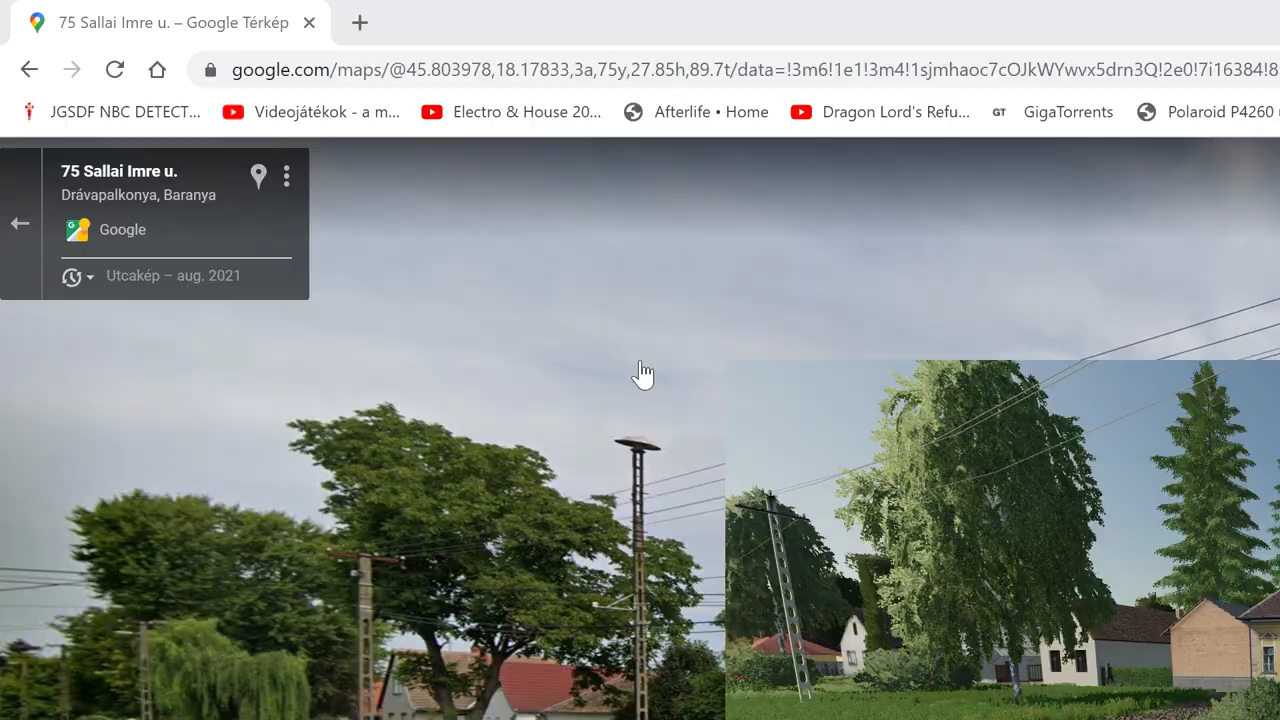 75 Sallai Imre u. – Google Térkép
google.com/maps/@45.803978,18.17833,3a,75y,27.85h,89.7t/data=!3m6!1e1!3m4!1sjmhaoc7cOJkWYwvx5drn3Q!2e0!7i16384!8
JGSDF NBC DETECT... Videojátékok - a m... Electro & House 20... Afterlife • Home Dragon Lord's Refu... GT GigaTorrents Polaroid P4260
75 Sallai Imre u.
Drávapalkonya, Baranya
Google
Utcakép – aug. 2021